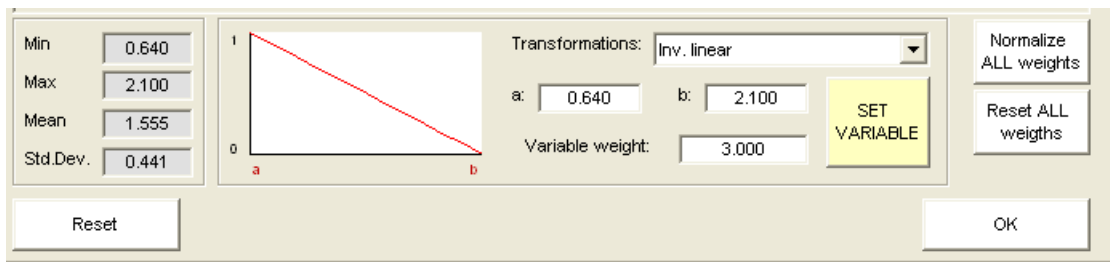 Min 0.640
Max 2.100
Mean 1.555
Std.Dev. 0.441
1
0
a b
Transformations: Inv. linear
a: 0.640 b: 2.100
Variable weight: 3.000
SET
VARIABLE
Normalize
ALL weights
Reset ALL
weigths
Reset
OK